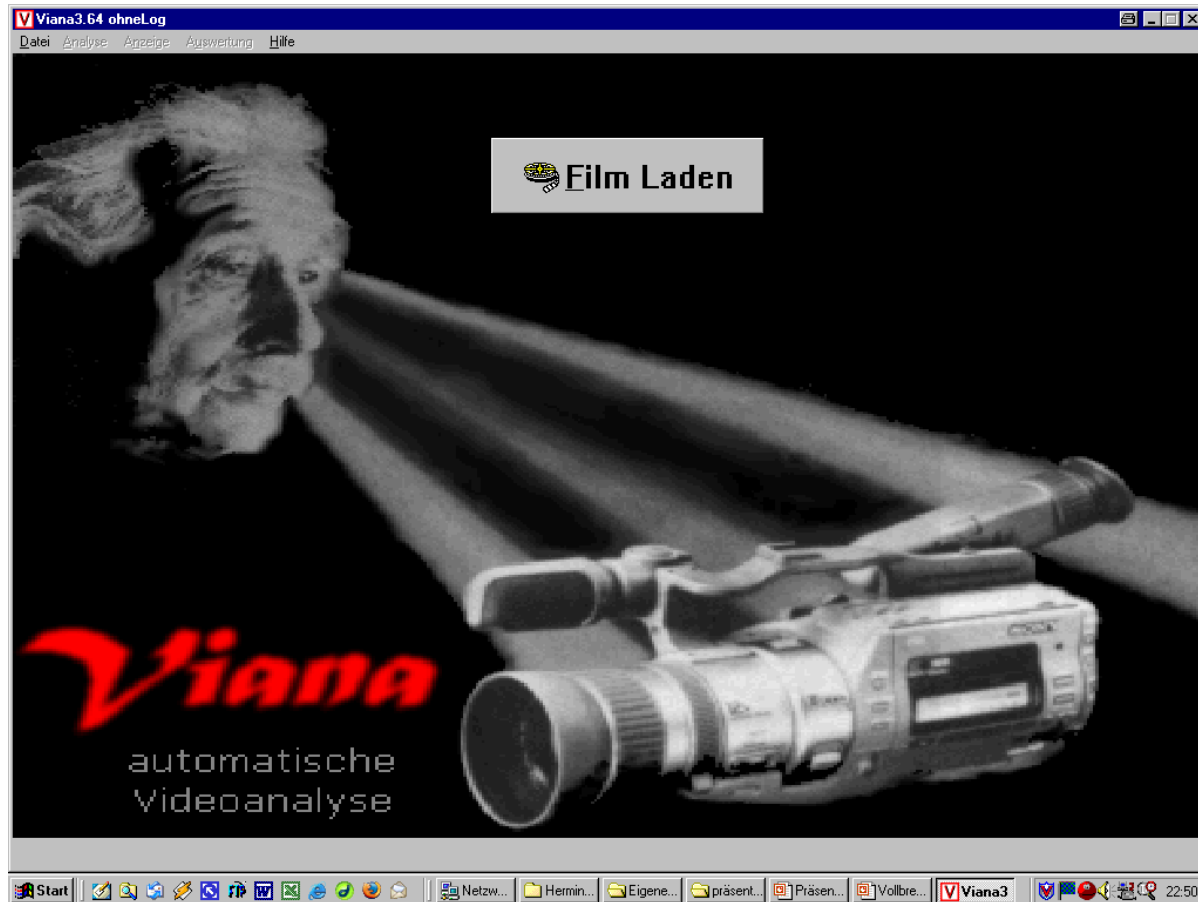 Viana3.64 ohneLog
Datei Analyse Anzeige Auswertung Hilfe
Film Laden
Viana
automatische
Videoanalyse
Start Netzw... Hermin... Eigene... präsent... Präsen... Vollbre... Viana3 22:50